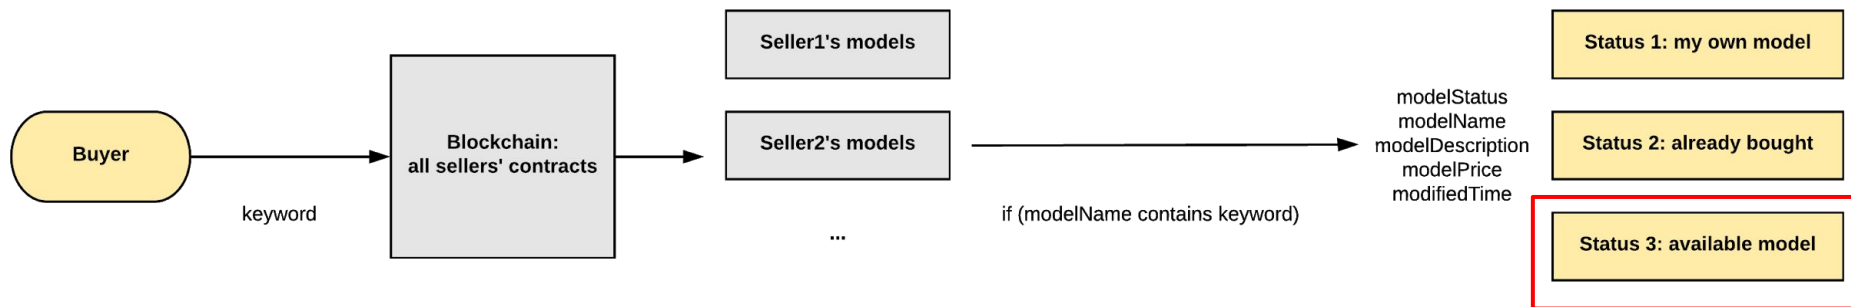 Buyer
keyword
Blockchain:
all sellers' contracts
Seller1's models
Seller2's models
...
if (modelName contains keyword)
modelStatus
modelName
modelDescription
modelPrice
modifiedTime
Status 1: my own model
Status 2: already bought
Status 3: available model